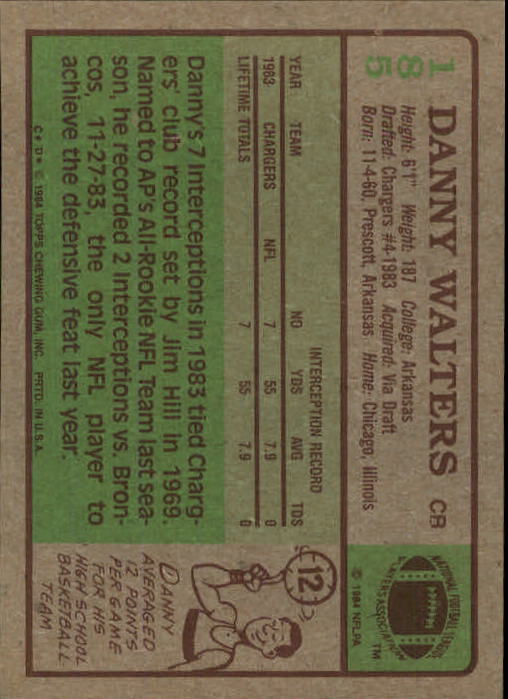 185
DANNY WALTERS CB
Height: 6'1" Weight: 187 College: Arkansas
Drafted: Chargers #4-1983 Acquired: Via Draft
Born: 11-4-60, Prescott, Arkansas Home: Chicago, Illinois
NATIONAL FOOTBALL LEAGUE
PLAYERS ASSOCIATION
TM
© 1984 NFLPA
INTERCEPTION RECORD
YEAR TEAM NO YDS AVG TDS
1983 CHARGERS NFL 7 55 7.9 0
LIFETIME TOTALS 7 55 7.9 0
Danny's 7 Interceptions in 1983 tied Charg-
ers' club record set by Jim Hill in 1969.
Named to AP's All-Rookie NFL Team last sea-
son, he recorded 2 Interceptions vs. Bron-
cos, 11-27-83, the only NFL player to
achieve the defensive feat last year.
12
DANNY
AVERAGED
12 POINTS
PER GAME
FOR HIS
HIGH SCHOOL
BASKETBALL
TEAM
© 1984 TOPPS CHEWING GUM, INC. PRTD. IN U.S.A.